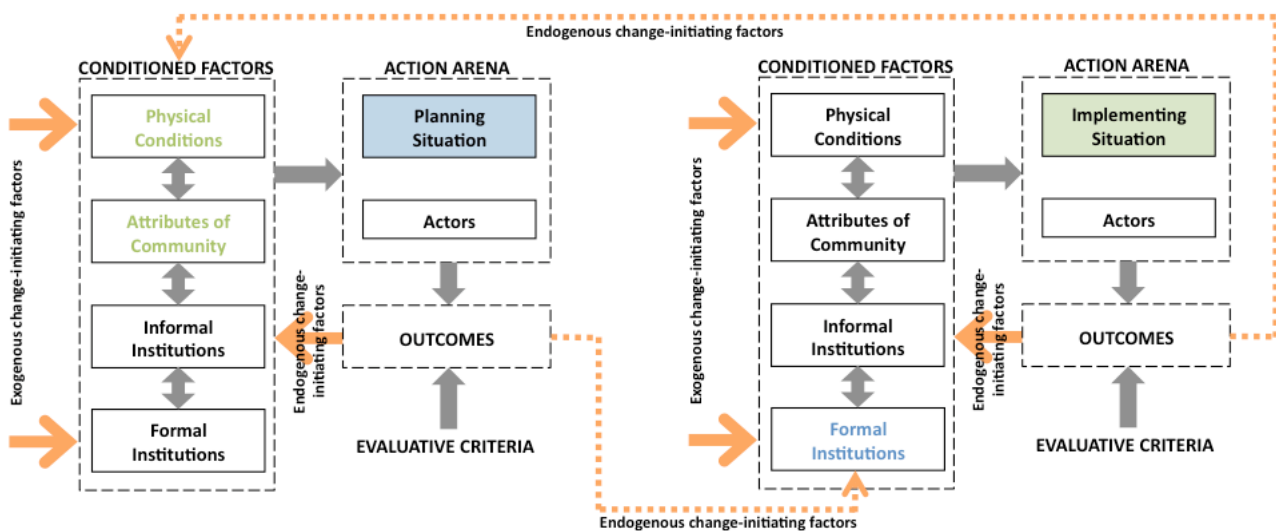 Endogenous change-initiating factors
CONDITIONED FACTORS
ACTION ARENA
Physical
Conditions
Planning
Situation
Attributes of
Community
Actors
Informal
Institutions
OUTCOMES
Formal
Institutions
EVALUATIVE CRITERIA
Exogenous change-initiating factors
Endogenous change-
initiating factors
CONDITIONED FACTORS
ACTION ARENA
Physical
Conditions
Implementing
Situation
Attributes of
Community
Actors
Informal
Institutions
OUTCOMES
Formal
Institutions
EVALUATIVE CRITERIA
Exogenous change-initiating factors
Endogenous change-
initiating factors
Endogenous change-initiating factors